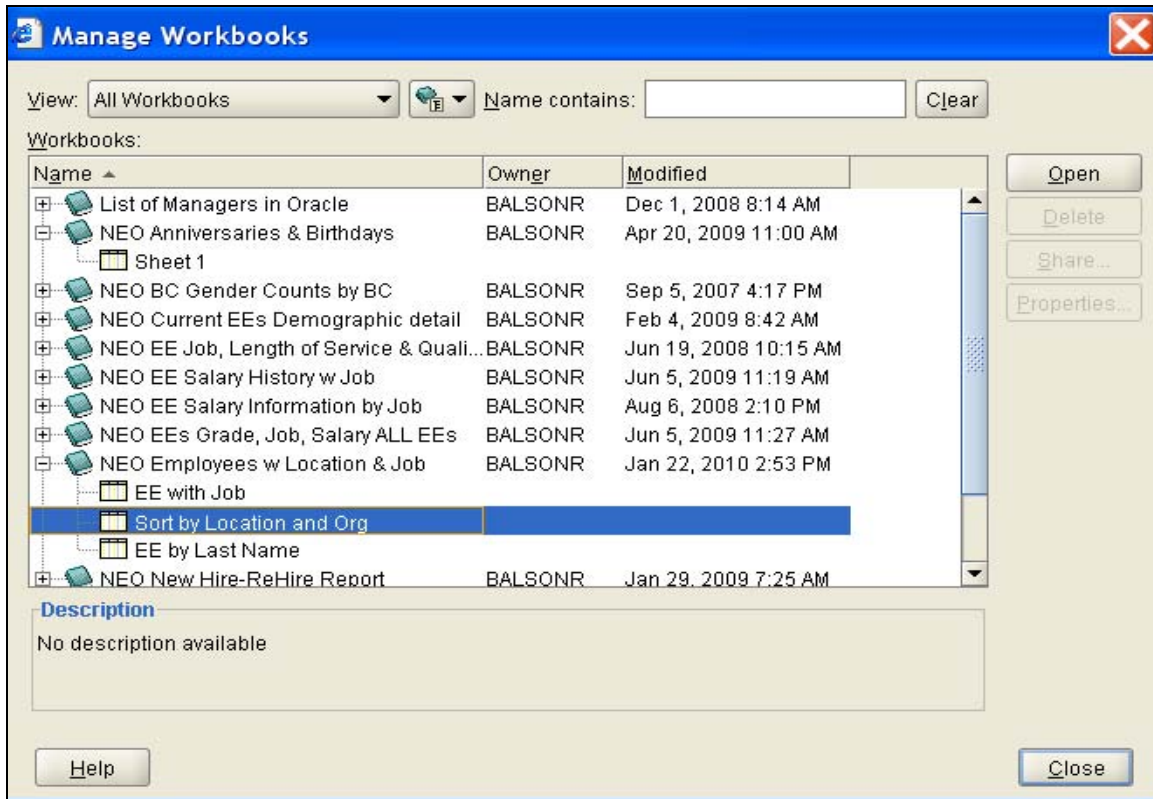 Manage Workbooks
View: All Workbooks E Name contains: Clear
Workbooks:
Name Owner Modified
Open
List of Managers in Oracle BALSONR Dec 1, 2008 8:14 AM
Delete
NEO Anniversaries & Birthdays BALSONR Apr 20, 2009 11:00 AM
Sheet 1
Share...
NEO BC Gender Counts by BC BALSONR Sep 5, 2007 4:17 PM
Properties...
NEO Current EEs Demographic detail BALSONR Feb 4, 2009 8:42 AM
NEO EE Job, Length of Service & Quali... BALSONR Jun 19, 2008 10:15 AM
NEO EE Salary History w Job BALSONR Jun 5, 2009 11:19 AM
NEO EE Salary Information by Job BALSONR Aug 6, 2008 2:10 PM
NEO EEs Grade, Job, Salary ALL EEs BALSONR Jun 5, 2009 11:27 AM
NEO Employees w Location & Job BALSONR Jan 22, 2010 2:53 PM
EE with Job
Sort by Location and Org
EE by Last Name
NEO New Hire-ReHire Report BALSONR Jan 29, 2009 7:25 AM
Description
No description available
Help Close